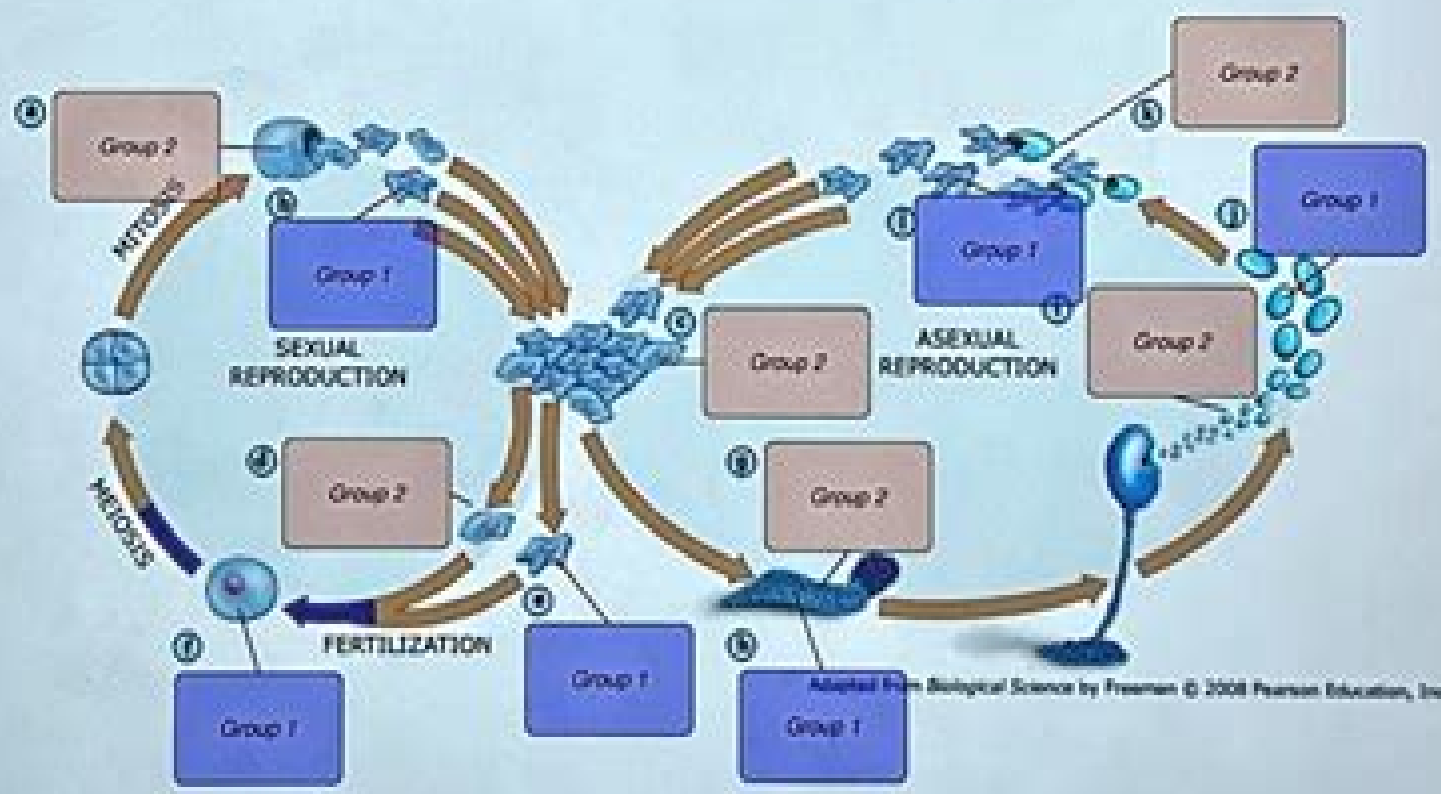 Group 2
k
a
Group 2
MITOSIS
b
Group 1
j
Group 1
Group 1
SEXUAL
REPRODUCTION
c
Group 2
ASEXUAL
REPRODUCTION
Group 2
d
Group 2
g
Group 2
MEIOSIS
e
FERTILIZATION
Group 1
f
Group 1
h
Group 1
Adapted from Biological Science by Freeman © 2008 Pearson Education, In